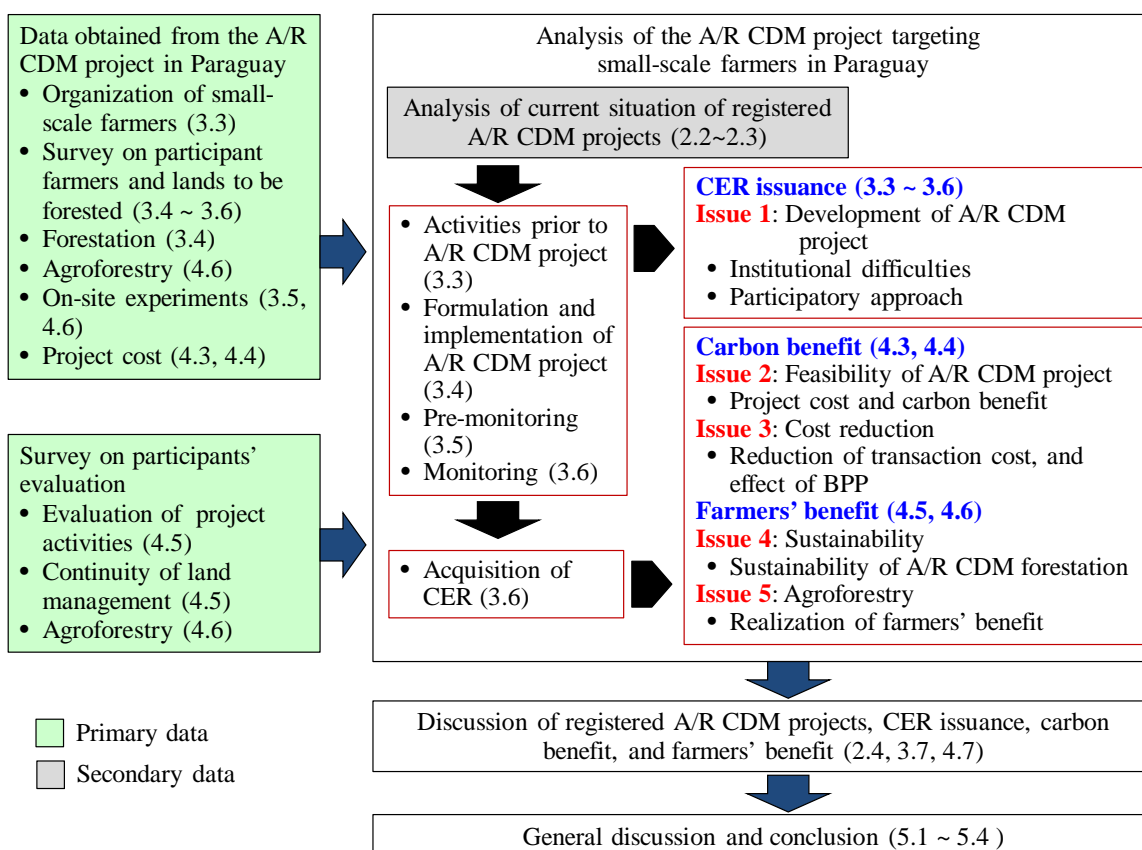 Data obtained from the A/R
CDM project in Paraguay
• Organization of small-
scale farmers (3.3)
• Survey on participant
farmers and lands to be
forested (3.4 ~ 3.6)
• Forestation (3.4)
• Agroforestry (4.6)
• On-site experiments (3.5,
4.6)
• Project cost (4.3, 4.4)
Survey on participants’
evaluation
• Evaluation of project
activities (4.5)
• Continuity of land
management (4.5)
• Agroforestry (4.6)
Primary data
Secondary data
Analysis of the A/R CDM project targeting
small-scale farmers in Paraguay
Analysis of current situation of registered
A/R CDM projects (2.2~2.3)
• Activities prior to
A/R CDM project
(3.3)
• Formulation and
implementation of
A/R CDM project
(3.4)
• Pre-monitoring
(3.5)
• Monitoring (3.6)
• Acquisition of
CER (3.6)
CER issuance (3.3 ~ 3.6)
Issue 1: Development of A/R CDM
project
• Institutional difficulties
• Participatory approach
Carbon benefit (4.3, 4.4)
Issue 2: Feasibility of A/R CDM project
• Project cost and carbon benefit
Issue 3: Cost reduction
• Reduction of transaction cost, and
effect of BPP
Farmers’ benefit (4.5, 4.6)
Issue 4: Sustainability
• Sustainability of A/R CDM forestation
Issue 5: Agroforestry
• Realization of farmers’ benefit
Discussion of registered A/R CDM projects, CER issuance, carbon
benefit, and farmers’ benefit (2.4, 3.7, 4.7)
General discussion and conclusion (5.1 ~ 5.4 )